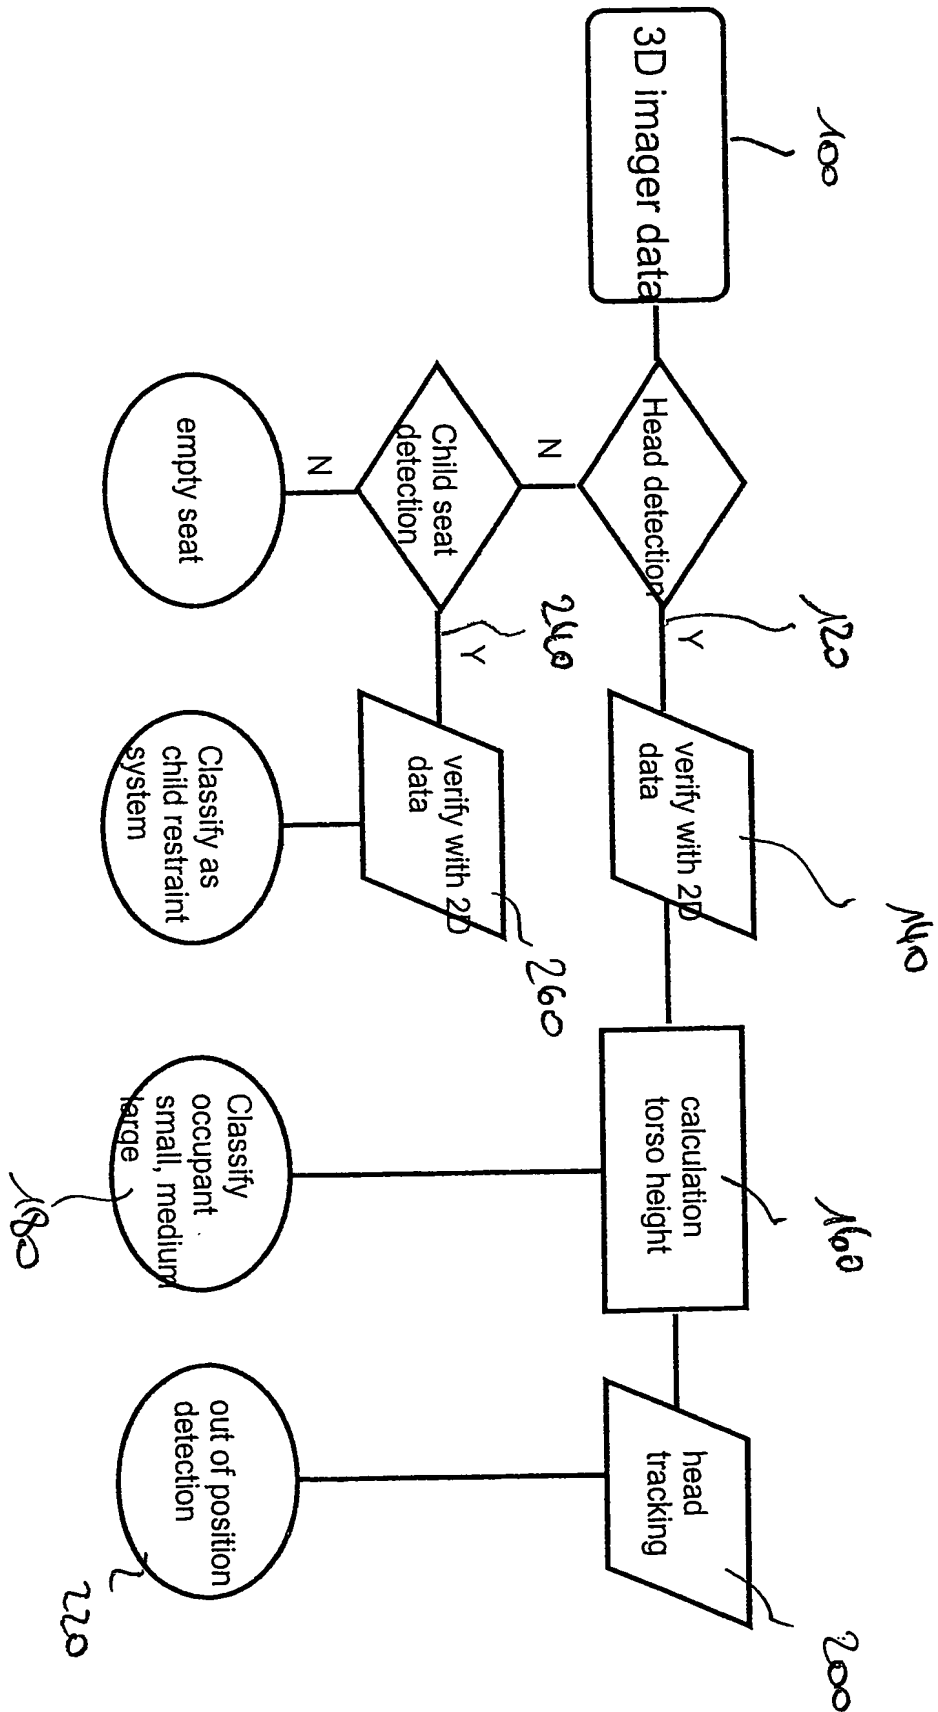 100
3D imager data
Head detection
120
Y
verify with 2D
data
140
calculation
torso height
160
head
tracking
200
N
Child seat
detection
240
Y
verify with 2D
data
260
N
empty seat
Classify as
child restraint
system
Classify
occupant
small, medium
large
180
out of position
detection
220